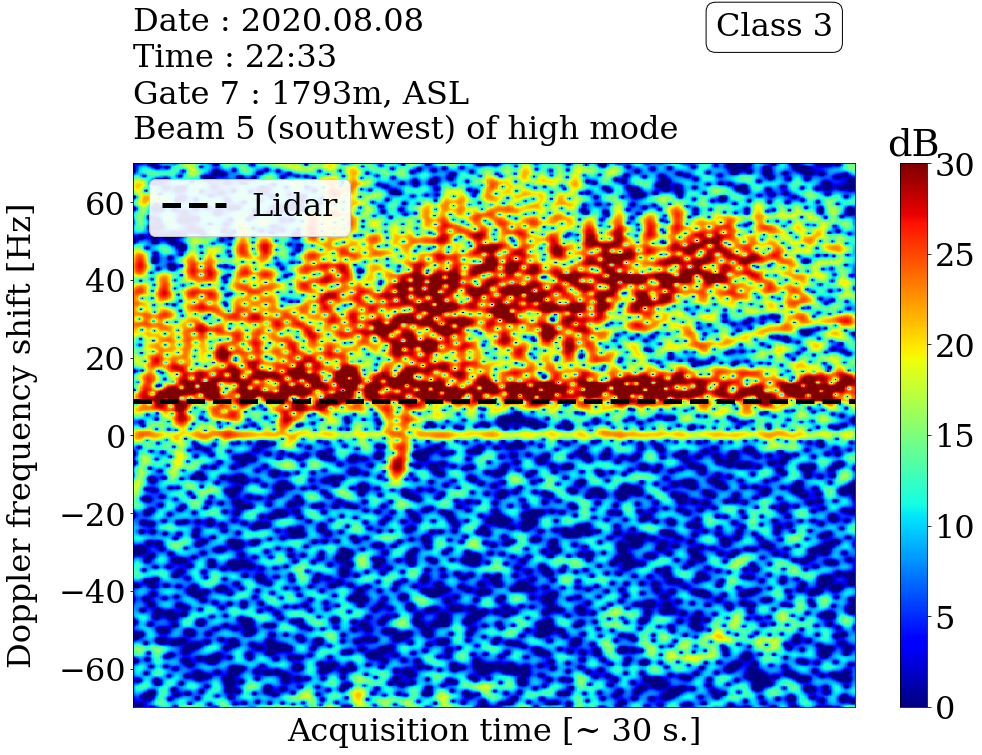 Date : 2020.08.08
Time : 22:33
Gate 7 : 1793m, ASL
Beam 5 (southwest) of high mode
Class 3
dB
Lidar
Doppler frequency shift [Hz]
60
40
20
0
−20
−40
−60
30
25
20
15
10
5
0
Acquisition time [~ 30 s.]